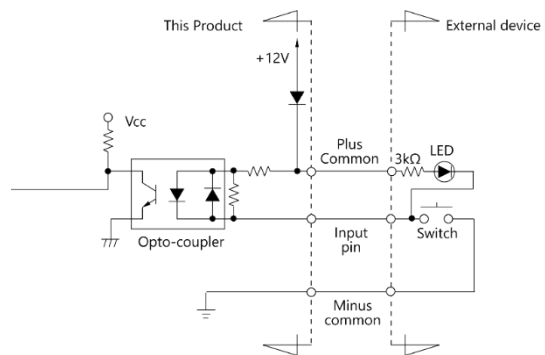 This Product
External device
+12V
Vcc
Plus
Common
3kΩ
LED
Opto-coupler
Input
pin
Switch
Minus
common